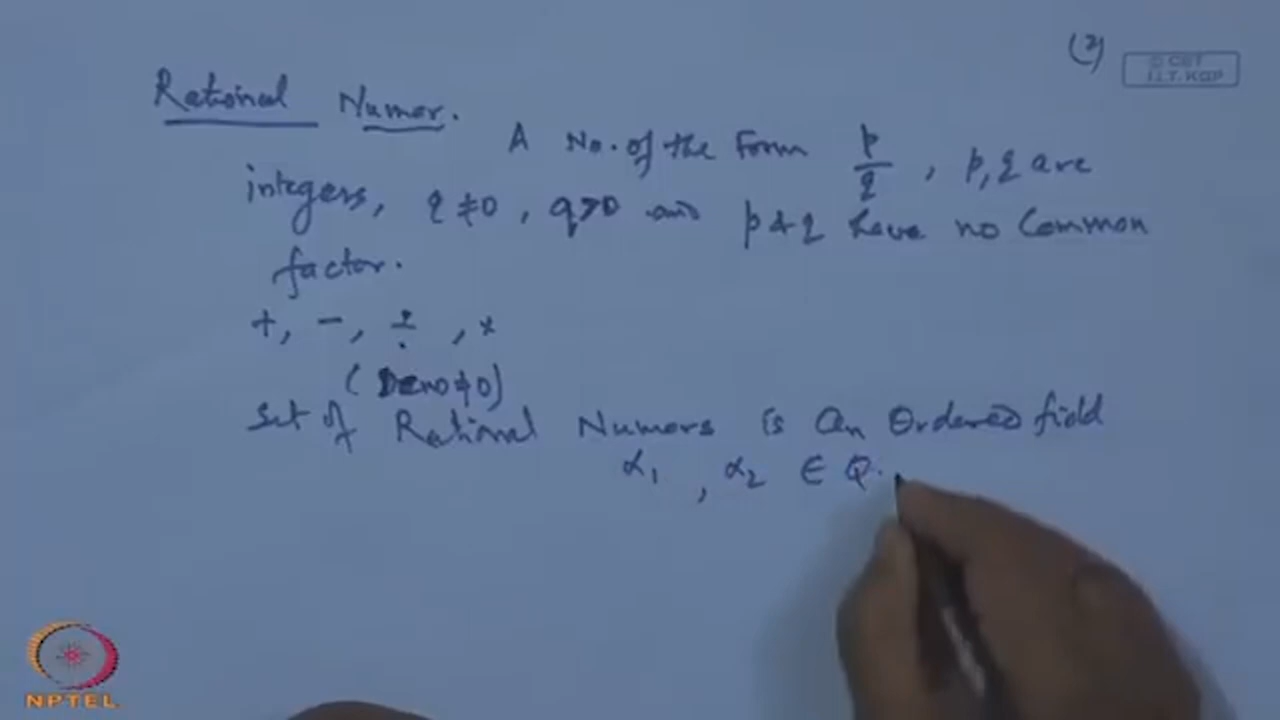 (2)
© CET
I.I.T. KGP
Rational Numer.
A No. of the Form p/q, p,q are
integers, q ≠ 0, q>0 and p & q have no Common
factor.
+, -, ÷, ×
(Deno ≠ 0)
Set of Rational Numers is an Ordered field
α₁, α₂ ∈ Q.
NPTEL